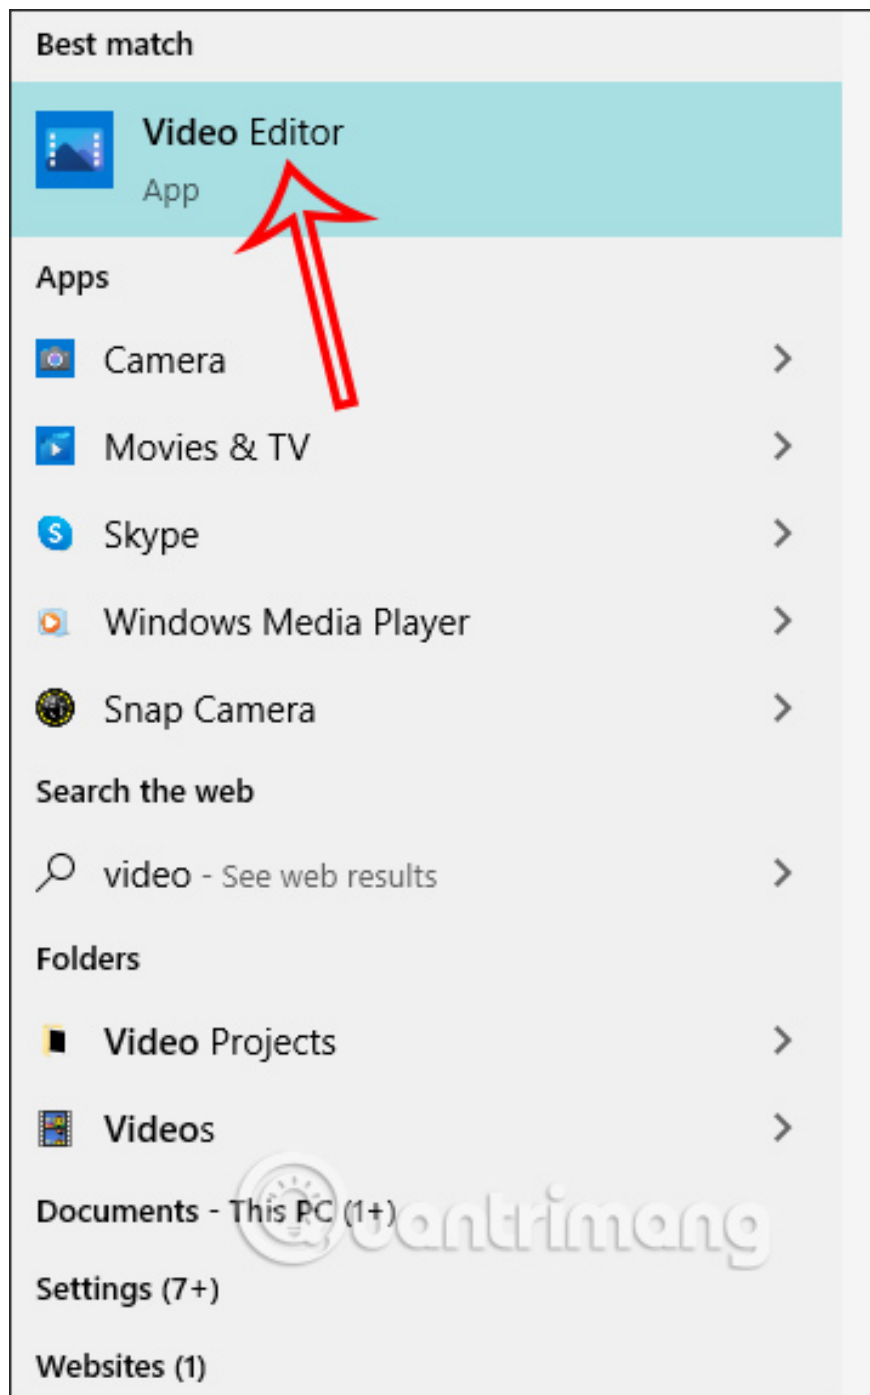 Best match
Video Editor
App
Apps
Camera
Movies & TV
Skype
Windows Media Player
Snap Camera
Search the web
video - See web results
Folders
Video Projects
Videos
Documents - This PC (1+)
Quantrimang
Settings (7+)
Websites (1)